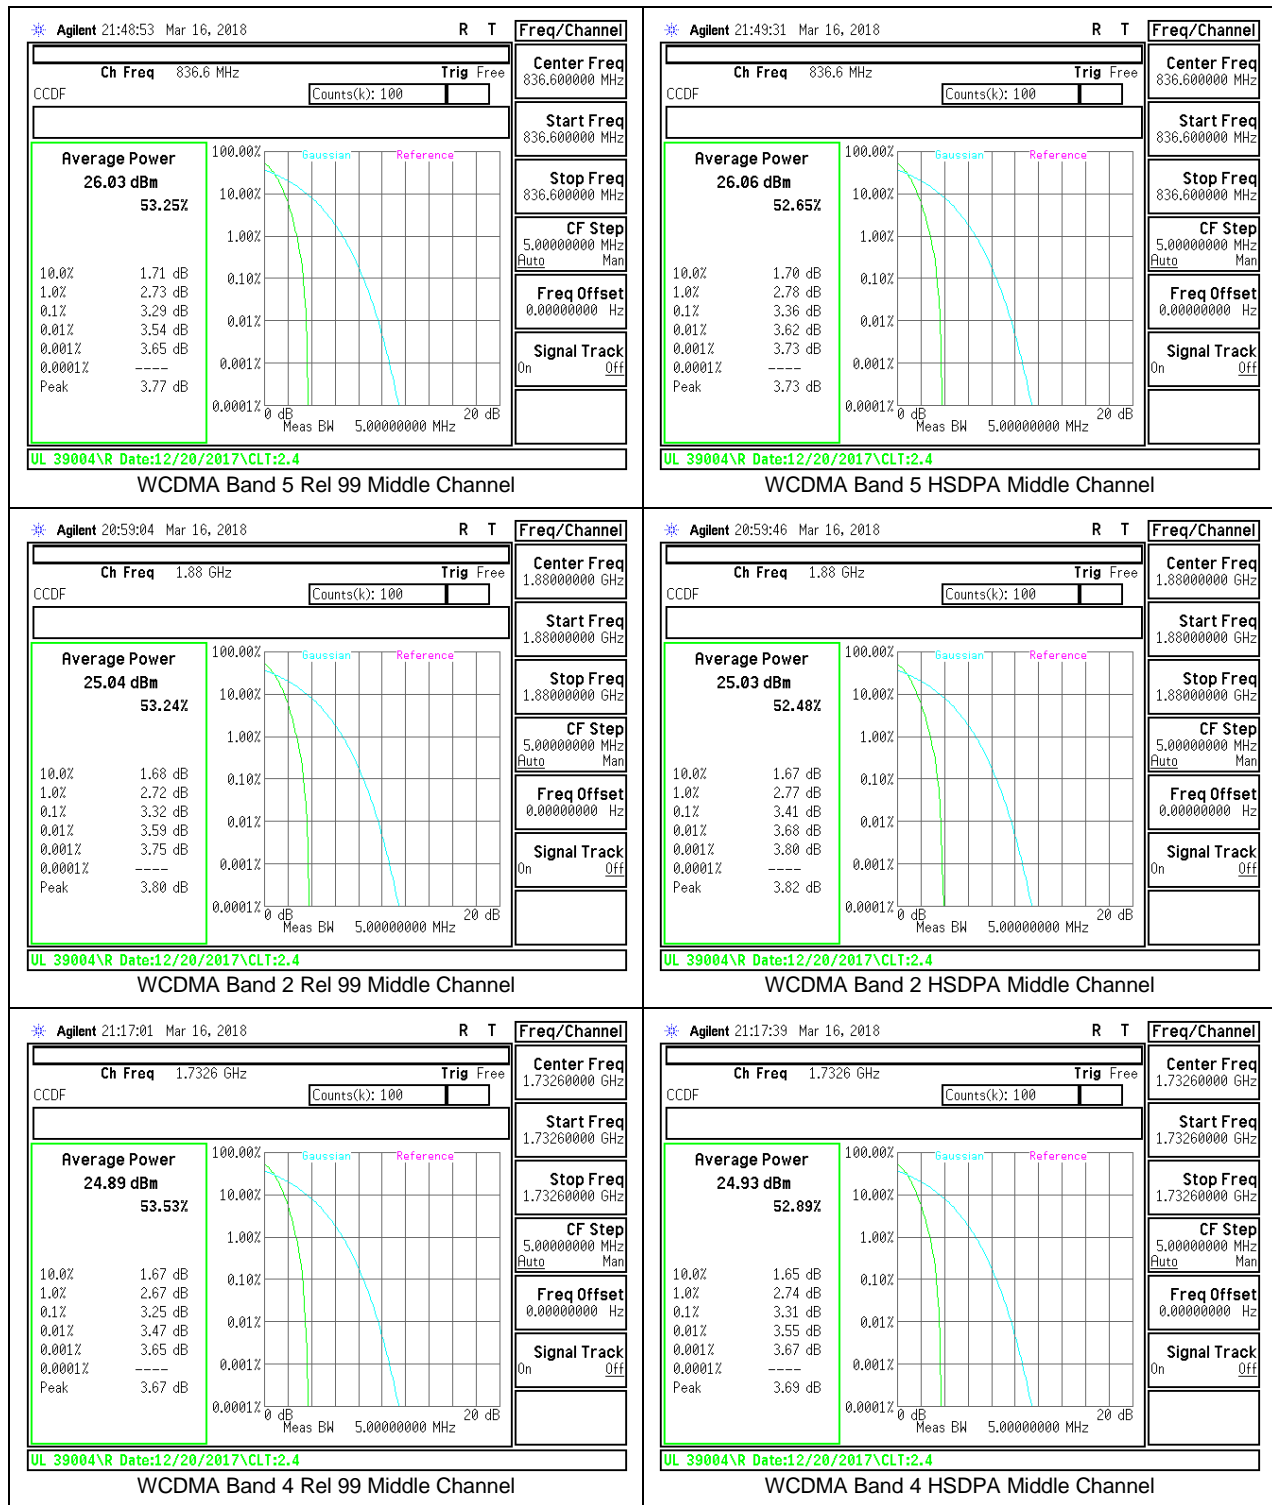 Agilent 21:48:53 Mar 16, 2018 R T Freq/Channel
Ch Freq 836.6 MHz Trig Free
CCDF Counts(k): 100
Average Power
26.03 dBm
53.25%
10.0% 1.71 dB
1.0% 2.73 dB
0.1% 3.29 dB
0.01% 3.54 dB
0.001% 3.65 dB
0.0001% ----
Peak 3.77 dB
Gaussian Reference
100.00%
10.00%
1.00%
0.10%
0.01%
0.001%
0.0001%
0 dB 20 dB
Meas BW 5.00000000 MHz
Center Freq
836.600000 MHz
Start Freq
836.600000 MHz
Stop Freq
836.600000 MHz
CF Step
5.00000000 MHz
Auto Man
Freq Offset
0.00000000 Hz
Signal Track
On Off
UL 39004\R Date:12/20/2017\CLT:2.4
WCDMA Band 5 Rel 99 Middle Channel
Agilent 21:49:31 Mar 16, 2018 R T Freq/Channel
Ch Freq 836.6 MHz Trig Free
CCDF Counts(k): 100
Average Power
26.06 dBm
52.65%
10.0% 1.70 dB
1.0% 2.78 dB
0.1% 3.36 dB
0.01% 3.62 dB
0.001% 3.73 dB
0.0001% ----
Peak 3.73 dB
Gaussian Reference
100.00%
10.00%
1.00%
0.10%
0.01%
0.001%
0.0001%
0 dB 20 dB
Meas BW 5.00000000 MHz
Center Freq
836.600000 MHz
Start Freq
836.600000 MHz
Stop Freq
836.600000 MHz
CF Step
5.00000000 MHz
Auto Man
Freq Offset
0.00000000 Hz
Signal Track
On Off
UL 39004\R Date:12/20/2017\CLT:2.4
WCDMA Band 5 HSDPA Middle Channel
Agilent 20:59:04 Mar 16, 2018 R T Freq/Channel
Ch Freq 1.88 GHz Trig Free
CCDF Counts(k): 100
Average Power
25.04 dBm
53.24%
10.0% 1.68 dB
1.0% 2.72 dB
0.1% 3.32 dB
0.01% 3.59 dB
0.001% 3.75 dB
0.0001% ----
Peak 3.80 dB
Gaussian Reference
100.00%
10.00%
1.00%
0.10%
0.01%
0.001%
0.0001%
0 dB 20 dB
Meas BW 5.00000000 MHz
Center Freq
1.88000000 GHz
Start Freq
1.88000000 GHz
Stop Freq
1.88000000 GHz
CF Step
5.00000000 MHz
Auto Man
Freq Offset
0.00000000 Hz
Signal Track
On Off
UL 39004\R Date:12/20/2017\CLT:2.4
WCDMA Band 2 Rel 99 Middle Channel
Agilent 20:59:46 Mar 16, 2018 R T Freq/Channel
Ch Freq 1.88 GHz Trig Free
CCDF Counts(k): 100
Average Power
25.03 dBm
52.48%
10.0% 1.67 dB
1.0% 2.77 dB
0.1% 3.41 dB
0.01% 3.68 dB
0.001% 3.80 dB
0.0001% ----
Peak 3.82 dB
Gaussian Reference
100.00%
10.00%
1.00%
0.10%
0.01%
0.001%
0.0001%
0 dB 20 dB
Meas BW 5.00000000 MHz
Center Freq
1.88000000 GHz
Start Freq
1.88000000 GHz
Stop Freq
1.88000000 GHz
CF Step
5.00000000 MHz
Auto Man
Freq Offset
0.00000000 Hz
Signal Track
On Off
UL 39004\R Date:12/20/2017\CLT:2.4
WCDMA Band 2 HSDPA Middle Channel
Agilent 21:17:01 Mar 16, 2018 R T Freq/Channel
Ch Freq 1.7326 GHz Trig Free
CCDF Counts(k): 100
Average Power
24.89 dBm
53.53%
10.0% 1.67 dB
1.0% 2.67 dB
0.1% 3.25 dB
0.01% 3.47 dB
0.001% 3.65 dB
0.0001% ----
Peak 3.67 dB
Gaussian Reference
100.00%
10.00%
1.00%
0.10%
0.01%
0.001%
0.0001%
0 dB 20 dB
Meas BW 5.00000000 MHz
Center Freq
1.73260000 GHz
Start Freq
1.73260000 GHz
Stop Freq
1.73260000 GHz
CF Step
5.00000000 MHz
Auto Man
Freq Offset
0.00000000 Hz
Signal Track
On Off
UL 39004\R Date:12/20/2017\CLT:2.4
WCDMA Band 4 Rel 99 Middle Channel
Agilent 21:17:39 Mar 16, 2018 R T Freq/Channel
Ch Freq 1.7326 GHz Trig Free
CCDF Counts(k): 100
Average Power
24.93 dBm
52.89%
10.0% 1.65 dB
1.0% 2.74 dB
0.1% 3.31 dB
0.01% 3.55 dB
0.001% 3.67 dB
0.0001% ----
Peak 3.69 dB
Gaussian Reference
100.00%
10.00%
1.00%
0.10%
0.01%
0.001%
0.0001%
0 dB 20 dB
Meas BW 5.00000000 MHz
Center Freq
1.73260000 GHz
Start Freq
1.73260000 GHz
Stop Freq
1.73260000 GHz
CF Step
5.00000000 MHz
Auto Man
Freq Offset
0.00000000 Hz
Signal Track
On Off
UL 39004\R Date:12/20/2017\CLT:2.4
WCDMA Band 4 HSDPA Middle Channel